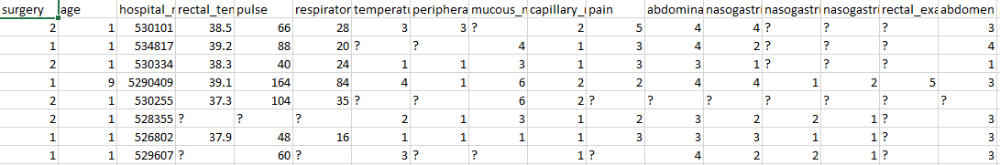 surgery age hospital_n rectal_ten pulse respirator temperatu periphera mucous_n capillary_ pain abdomina nasogastri nasogastri nasogastri rectal_exa abdomen
2 1 530101 38.5 66 28 3 3 ? 2 5 4 4 ? ? ? 3
1 1 534817 39.2 88 20 ? ? 4 1 3 4 2 ? ? ? 4
2 1 530334 38.3 40 24 1 1 3 1 3 3 1 ? ? ? 1
1 9 5290409 39.1 164 84 4 1 6 2 2 4 4 1 2 5 3
2 1 530255 37.3 104 35 ? ? 6 2 ? ? ? ? ? ? ?
2 1 528355 ? ? ? 2 1 3 1 2 3 2 2 1 ? 3
1 1 526802 37.9 48 16 1 1 1 1 3 3 3 1 1 ? 3
1 1 529607 ? 60 ? 3 ? ? 1 ? 4 2 2 1 ? 3